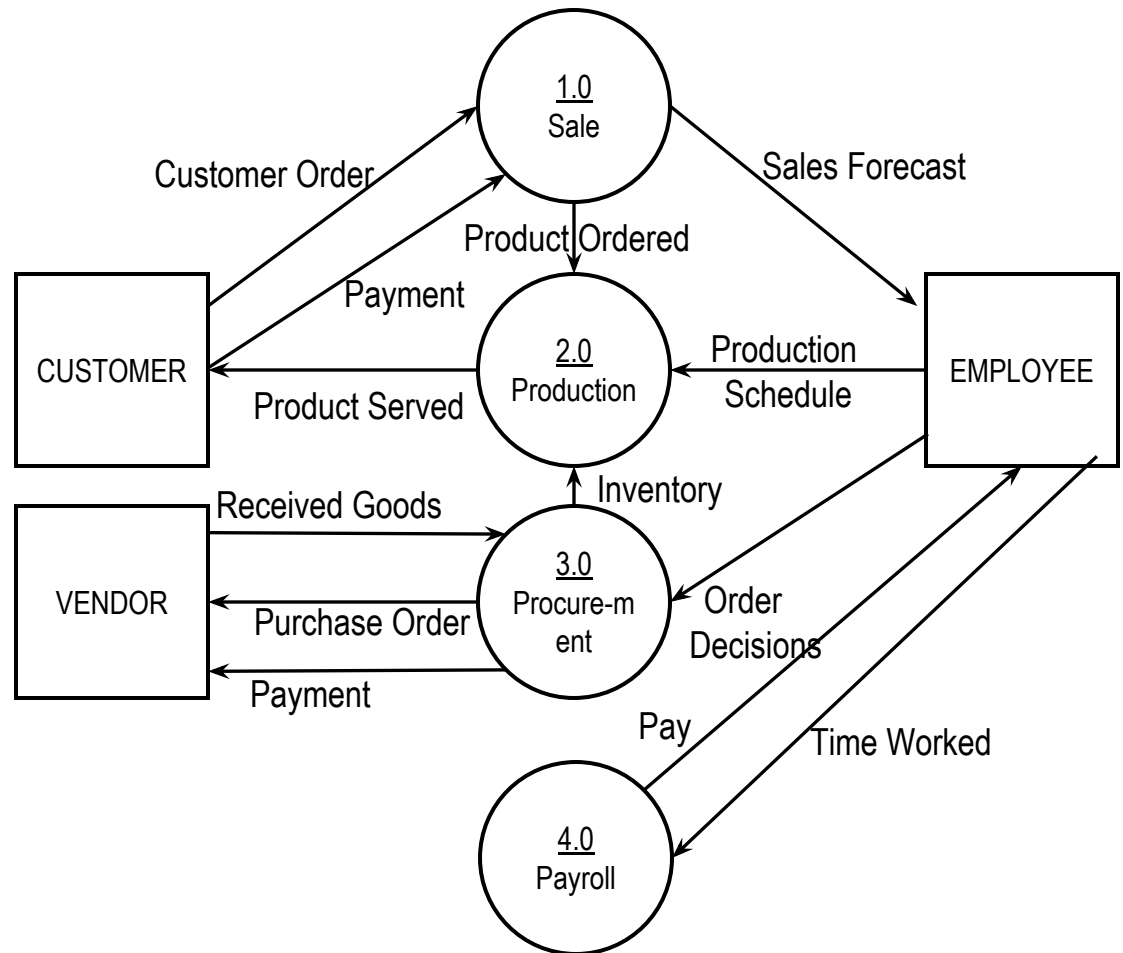 1.0
Sale
Customer Order
Sales Forecast
Product Ordered
Payment
CUSTOMER
2.0
Production
Production
Schedule
EMPLOYEE
Product Served
Received Goods
Inventory
VENDOR
3.0
Procure-m
ent
Purchase Order
Order
Decisions
Payment
Pay
Time Worked
4.0
Payroll